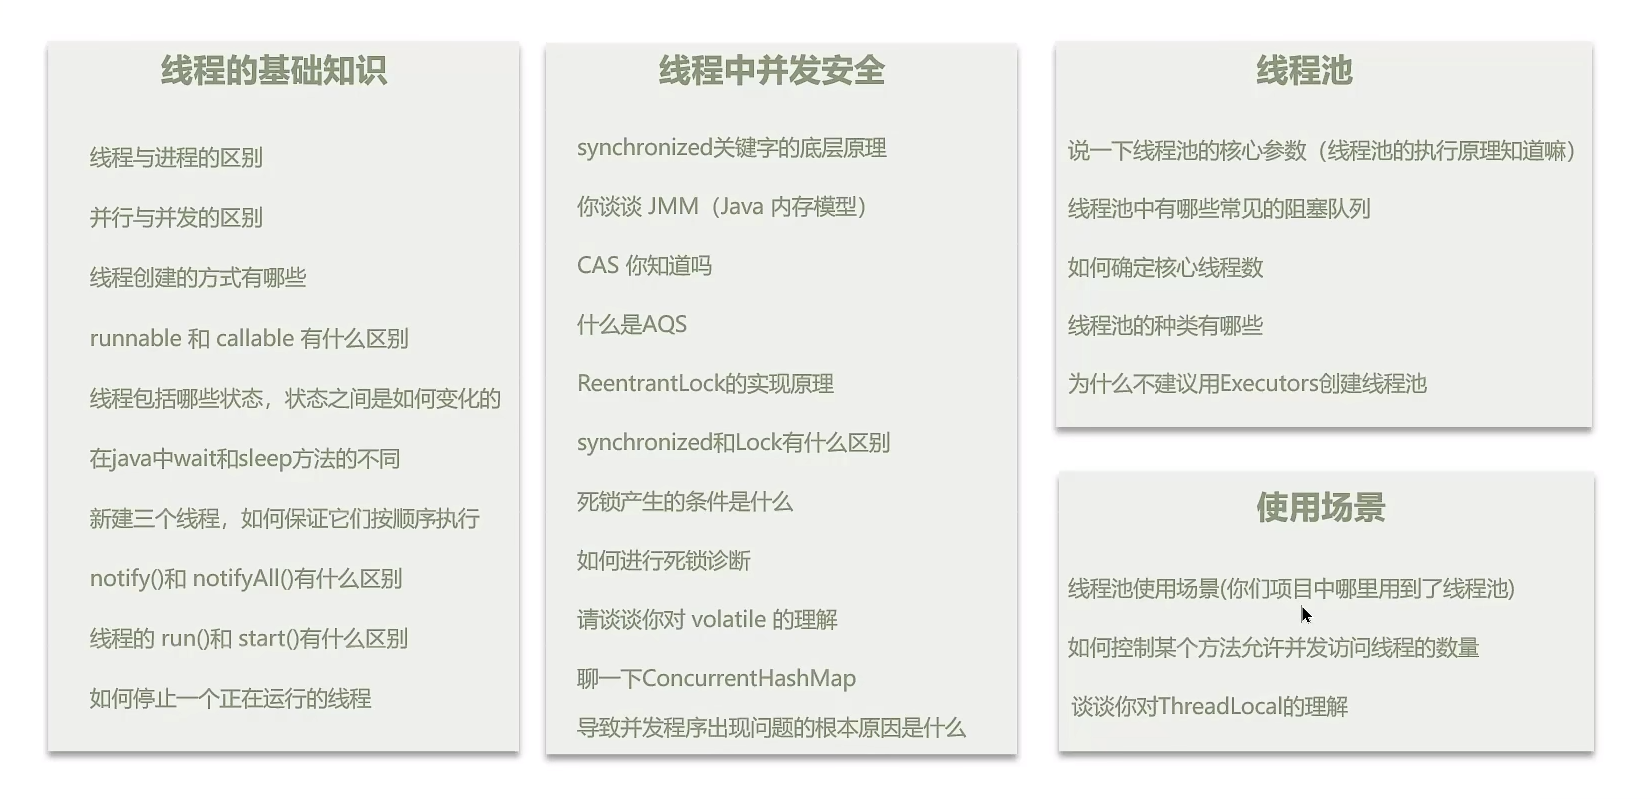 线程的基础知识
线程与进程的区别
并行与并发的区别
线程创建的方式有哪些
runnable 和 callable 有什么区别
线程包括哪些状态，状态之间是如何变化的
在java中wait和sleep方法的不同
新建三个线程，如何保证它们按顺序执行
notify()和 notifyAll()有什么区别
线程的 run()和 start()有什么区别
如何停止一个正在运行的线程
线程中并发安全
synchronized关键字的底层原理
你谈谈 JMM（Java 内存模型）
CAS 你知道吗
什么是AQS
ReentrantLock的实现原理
synchronized和Lock有什么区别
死锁产生的条件是什么
如何进行死锁诊断
请谈谈你对 volatile 的理解
聊一下ConcurrentHashMap
导致并发程序出现问题的根本原因是什么
线程池
说一下线程池的核心参数（线程池的执行原理知道嘛）
线程池中有哪些常见的阻塞队列
如何确定核心线程数
线程池的种类有哪些
为什么不建议用Executors创建线程池
使用场景
线程池使用场景(你们项目中哪里用到了线程池)
如何控制某个方法允许并发访问线程的数量
谈谈你对ThreadLocal的理解